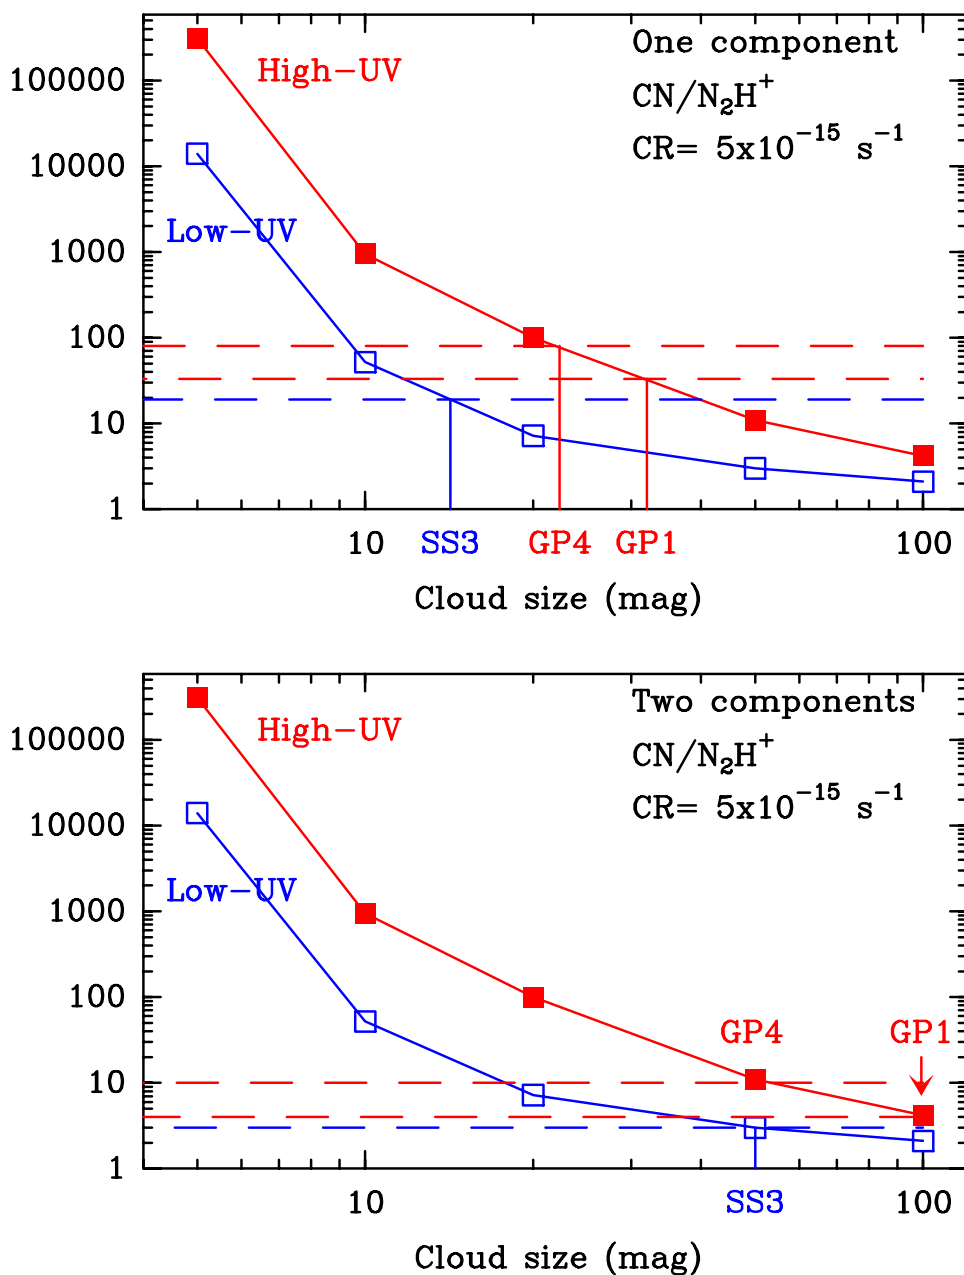 One component
CN/N₂H⁺
CR= 5x10⁻¹⁵ s⁻¹
High-UV
Low-UV
100000
10000
1000
100
10
1
10 SS3 GP4 GP1 100
Cloud size (mag)
Two components
CN/N₂H⁺
CR= 5x10⁻¹⁵ s⁻¹
High-UV
Low-UV
GP4 GP1
100000
10000
1000
100
10
1
10 SS3 100
Cloud size (mag)